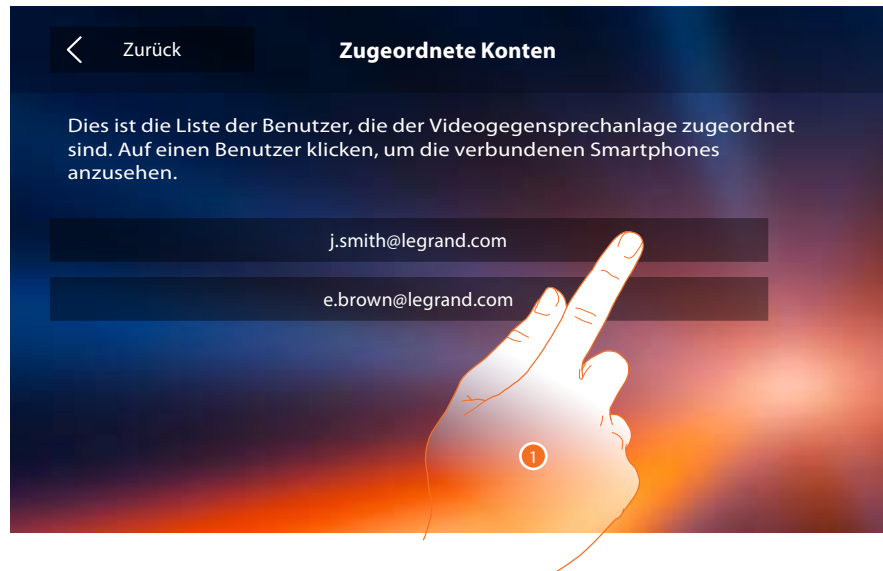 Zurück
Zugeordnete Konten
Dies ist die Liste der Benutzer, die der Videogegensprechanlage zugeordnet
sind. Auf einen Benutzer klicken, um die verbundenen Smartphones
anzusehen.
j.smith@legrand.com
e.brown@legrand.com
1